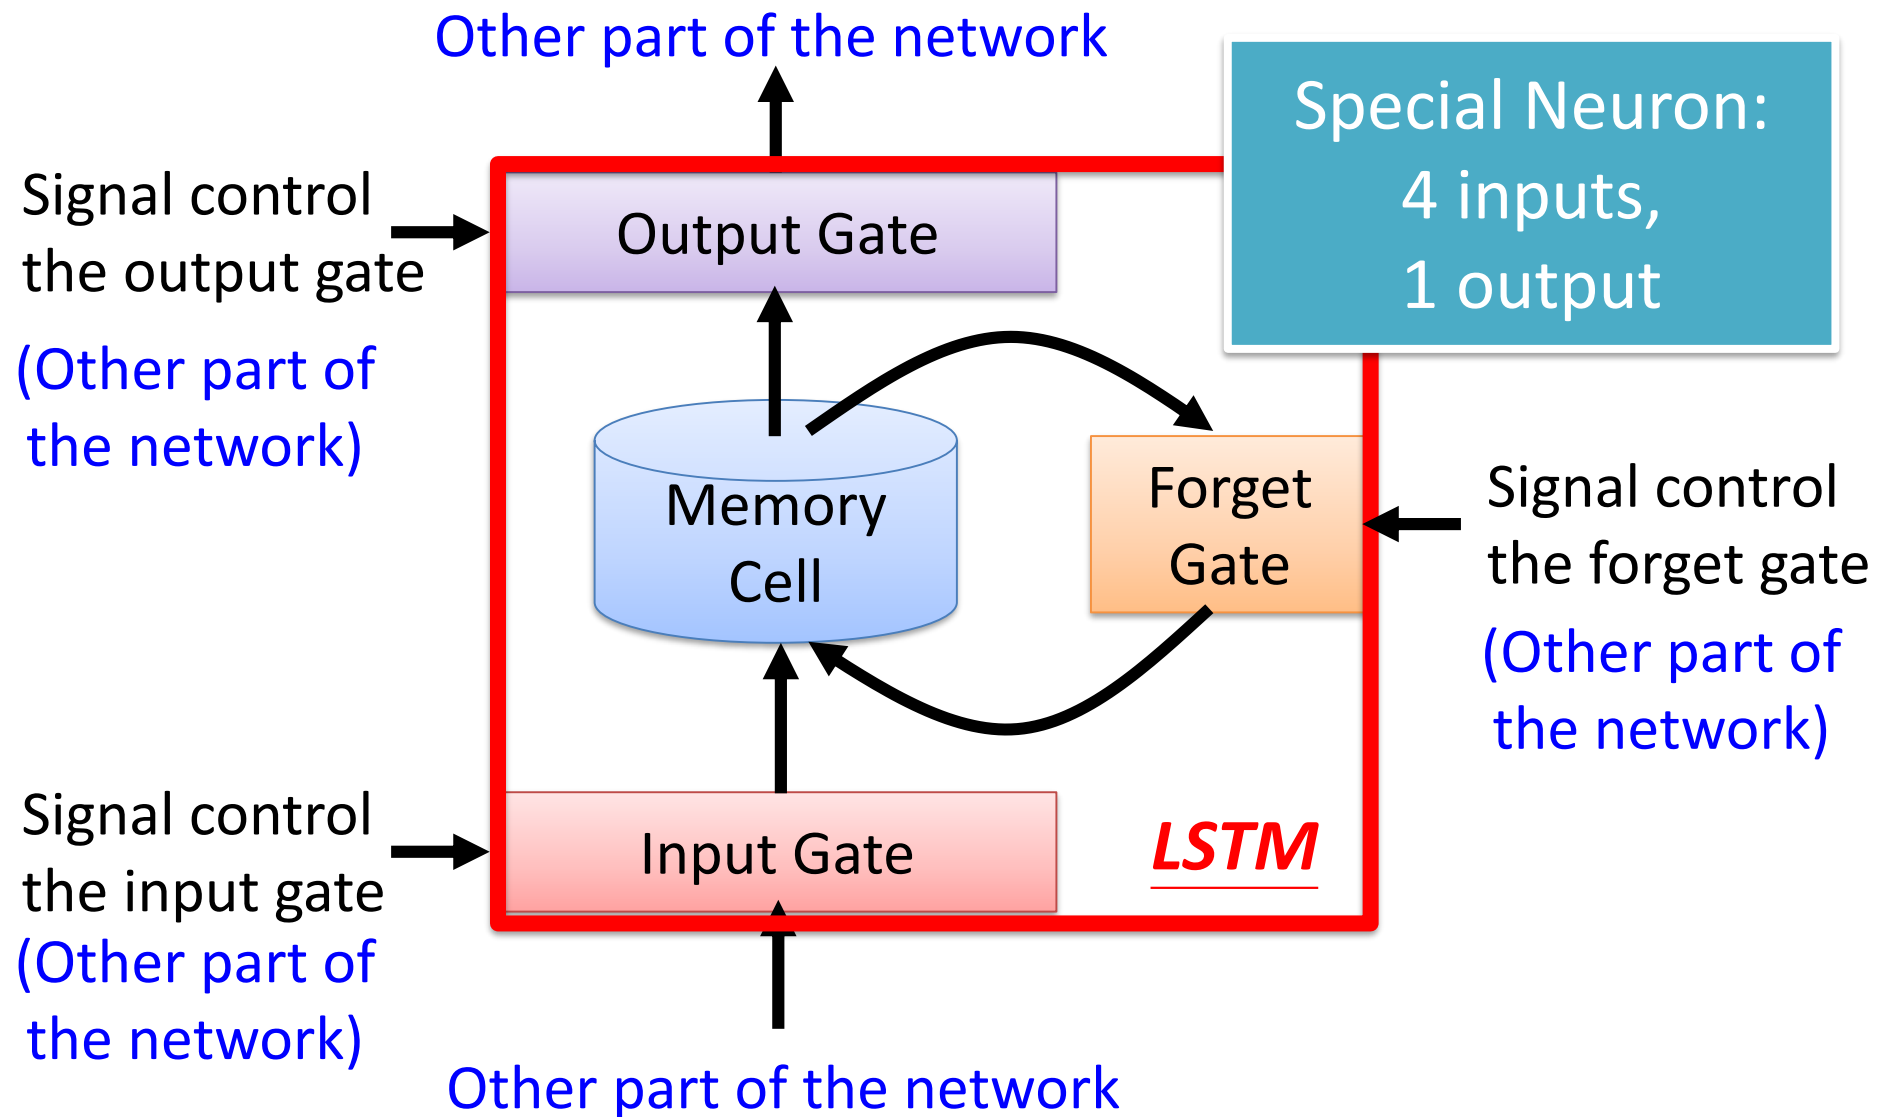 Other part of the network
Special Neuron:
4 inputs,
1 output
Signal control
the output gate
(Other part of
the network)
Output Gate
Memory
Cell
Forget
Gate
Signal control
the forget gate
(Other part of
the network)
Signal control
the input gate
(Other part of
the network)
Input Gate
LSTM
Other part of the network